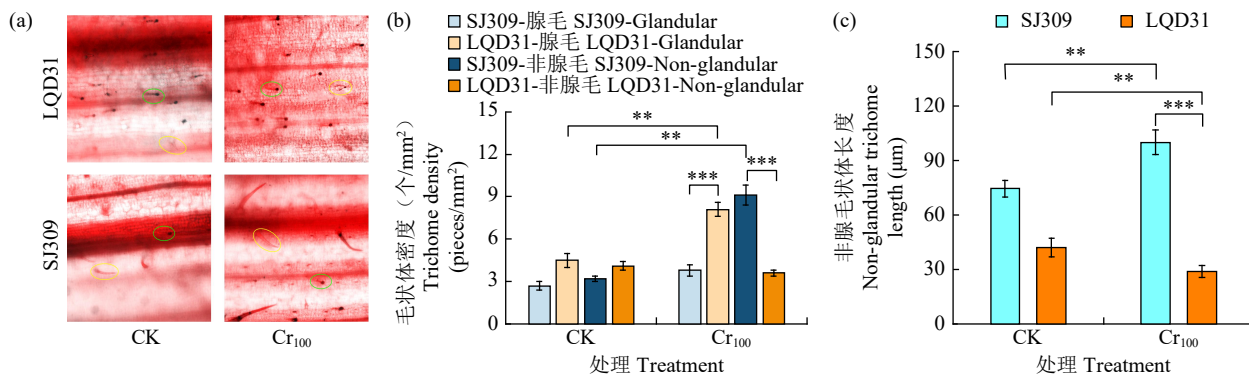 (a)
LQD31
SJ309
CK
Cr100
(b)
SJ309-腺毛 SJ309-Glandular
LQD31-腺毛 LQD31-Glandular
SJ309-非腺毛 SJ309-Non-glandular
LQD31-非腺毛 LQD31-Non-glandular
毛状体密度（个/mm²）
Trichome density
(pieces/mm²)
15
12
9
6
3
0
**
**
***
***
CK
Cr100
处理 Treatment
(c)
SJ309
LQD31
非腺毛状体长度
Non-glandular trichome
length (μm)
150
120
90
60
30
0
**
**
***
CK
Cr100
处理 Treatment